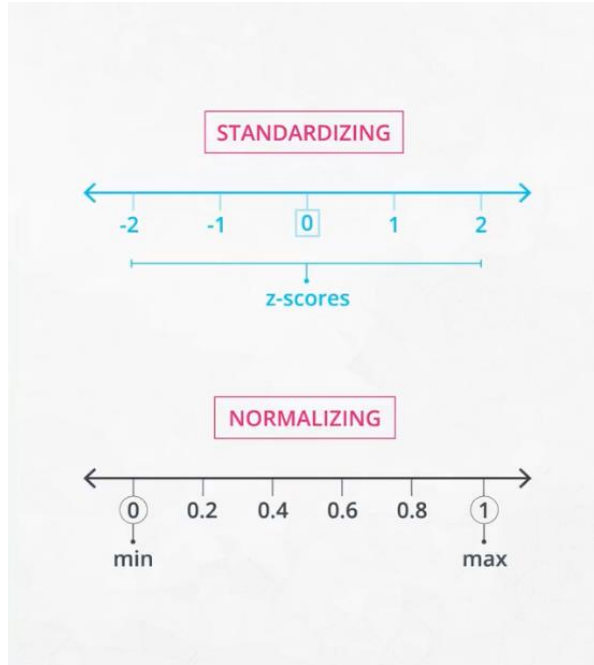 STANDARDIZING
-2 -1 0 1 2
z-scores
NORMALIZING
0 0.2 0.4 0.6 0.8 1
min max